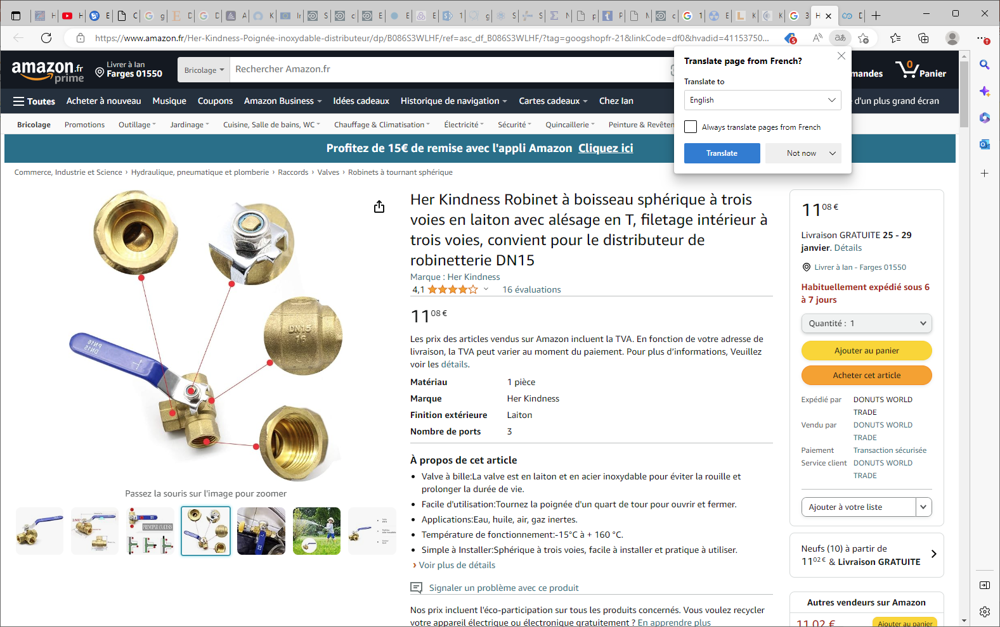 https://www.amazon.fr/Her-Kindness-Poignée-inoxydable-distributeur/dp/B086S3WLHF/ref=asc_df_B086S3WLHF/?tag=googshopfr-21&linkCode=df0&hvadid=41153750...
5
1
Translate page from French?
Translate to
English
Always translate pages from French
Translate
Not now
amazon.fr
prime
Livrer à Ian
Farges 01550
Bricolage
Rechercher Amazon.fr
mandes
0
Panier
Toutes
Acheter à nouveau
Musique
Coupons
Amazon Business
Idées cadeaux
Historique de navigation
Cartes cadeaux
Chez Ian
d'un plus grand écran
Bricolage
Promotions
Outillage
Jardinage
Cuisine, Salle de bains, WC
Chauffage & Climatisation
Électricité
Sécurité
Quincaillerie
Peinture & Revêten
Profitez de 15€ de remise avec l'appli Amazon Cliquez ici
Commerce, Industrie et Science › Hydraulique, pneumatique et plomberie › Raccords › Valves › Robinets à tournant sphérique
DN15
16
PN16
DN15
Passez la souris sur l'image pour zoomer
PRINCIPLE ANALYSIS
Her Kindness Robinet à boisseau sphérique à trois
voies en laiton avec alésage en T, filetage intérieur à
trois voies, convient pour le distributeur de
robinetterie DN15
Marque : Her Kindness
4,1
16 évaluations
11 08 €
Les prix des articles vendus sur Amazon incluent la TVA. En fonction de votre adresse de
livraison, la TVA peut varier au moment du paiement. Pour plus d’informations, Veuillez
voir les détails.
Matériau 1 pièce
Marque Her Kindness
Finition extérieure Laiton
Nombre de ports 3
À propos de cet article
• Valve à bille:La valve est en laiton et en acier inoxydable pour éviter la rouille et
prolonger la durée de vie.
• Facile d'utilisation:Tournez la poignée d'un quart de tour pour ouvrir et fermer.
• Applications:Eau, huile, air, gaz inertes.
• Température de fonctionnement:-15°C à + 160 °C.
• Simple à Installer:Sphérique à trois voies, facile à installer et pratique à utiliser.
› Voir plus de détails
Signaler un problème avec ce produit
Nos prix incluent l'éco-participation sur tous les produits concernés. Vous voulez recycler
votre appareil électrique ou électronique gratuitement ? En apprendre plus
11 08 €
Livraison GRATUITE 25 - 29
janvier. Détails
Livrer à Ian - Farges 01550
Habituellement expédié sous 6
à 7 jours
Quantité : 1
Ajouter au panier
Acheter cet article
Expédié par DONUTS WORLD
TRADE
Vendu par DONUTS WORLD
TRADE
Paiement Transaction sécurisée
Service client DONUTS WORLD
TRADE
Ajouter à votre liste
Neufs (10) à partir de
11 02 € & Livraison GRATUITE
Autres vendeurs sur Amazon
11,02 €
Ajouter au panier